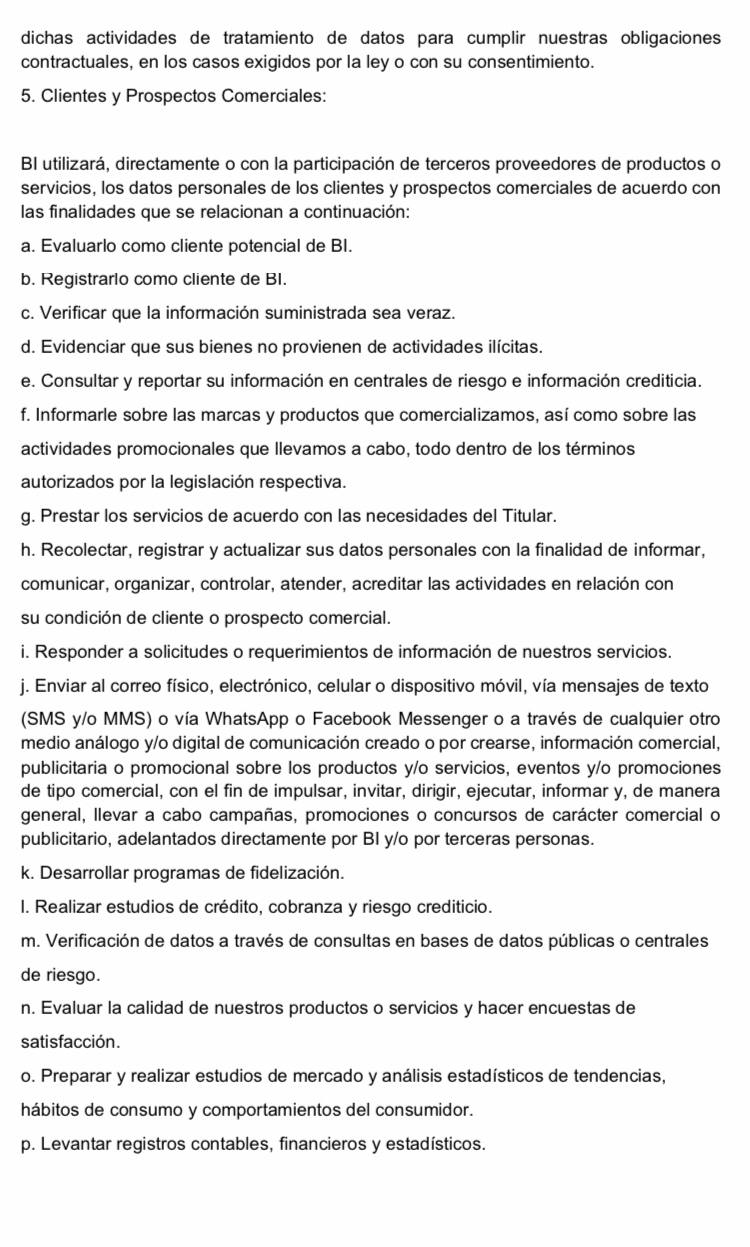 dichas actividades de tratamiento de datos para cumplir nuestras obligaciones
contractuales, en los casos exigidos por la ley o con su consentimiento.
5. Clientes y Prospectos Comerciales:
BI utilizará, directamente o con la participación de terceros proveedores de productos o
servicios, los datos personales de los clientes y prospectos comerciales de acuerdo con
las finalidades que se relacionan a continuación:
a. Evaluarlo como cliente potencial de BI.
b. Registrarlo como cliente de BI.
c. Verificar que la información suministrada sea veraz.
d. Evidenciar que sus bienes no provienen de actividades ilícitas.
e. Consultar y reportar su información en centrales de riesgo e información crediticia.
f. Informarle sobre las marcas y productos que comercializamos, así como sobre las
actividades promocionales que llevamos a cabo, todo dentro de los términos
autorizados por la legislación respectiva.
g. Prestar los servicios de acuerdo con las necesidades del Titular.
h. Recolectar, registrar y actualizar sus datos personales con la finalidad de informar,
comunicar, organizar, controlar, atender, acreditar las actividades en relación con
su condición de cliente o prospecto comercial.
i. Responder a solicitudes o requerimientos de información de nuestros servicios.
j. Enviar al correo físico, electrónico, celular o dispositivo móvil, vía mensajes de texto
(SMS y/o MMS) o vía WhatsApp o Facebook Messenger o a través de cualquier otro
medio análogo y/o digital de comunicación creado o por crearse, información comercial,
publicitaria o promocional sobre los productos y/o servicios, eventos y/o promociones
de tipo comercial, con el fin de impulsar, invitar, dirigir, ejecutar, informar y, de manera
general, llevar a cabo campañas, promociones o concursos de carácter comercial o
publicitario, adelantados directamente por BI y/o por terceras personas.
k. Desarrollar programas de fidelización.
l. Realizar estudios de crédito, cobranza y riesgo crediticio.
m. Verificación de datos a través de consultas en bases de datos públicas o centrales
de riesgo.
n. Evaluar la calidad de nuestros productos o servicios y hacer encuestas de
satisfacción.
o. Preparar y realizar estudios de mercado y análisis estadísticos de tendencias,
hábitos de consumo y comportamientos del consumidor.
p. Levantar registros contables, financieros y estadísticos.